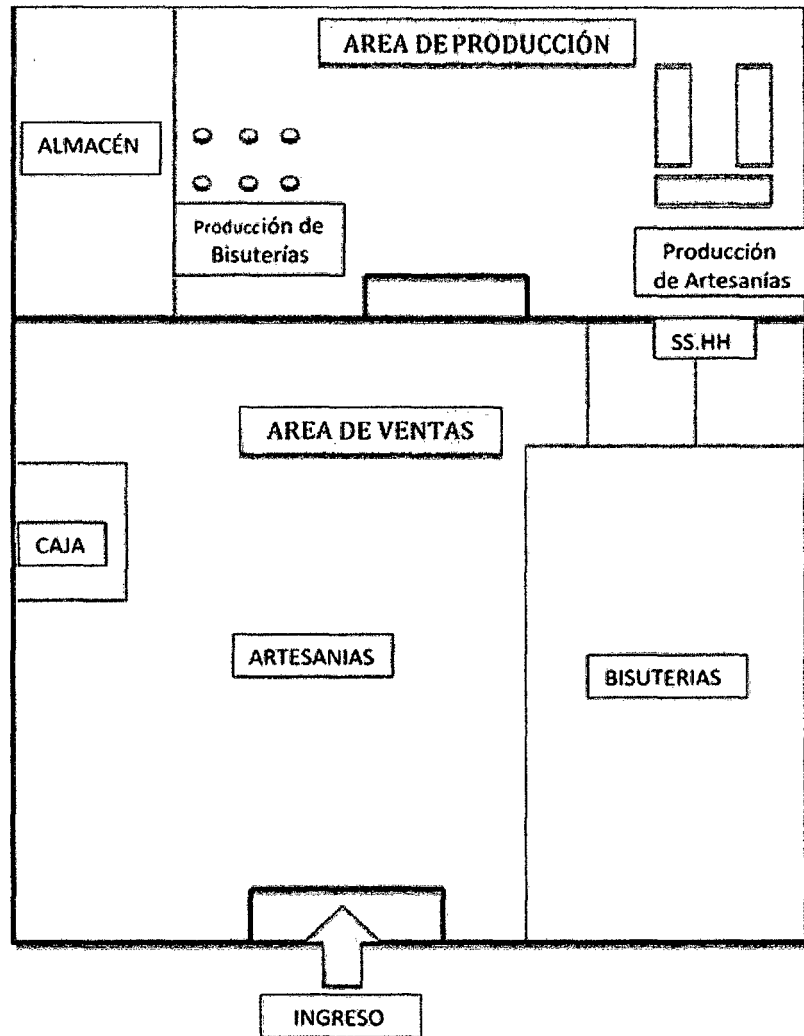 AREA DE PRODUCCIÓN
ALMACÉN
Producción de
Bisuterías
Producción
de Artesanías
SS.HH
AREA DE VENTAS
CAJA
ARTESANIAS
BISUTERIAS
INGRESO